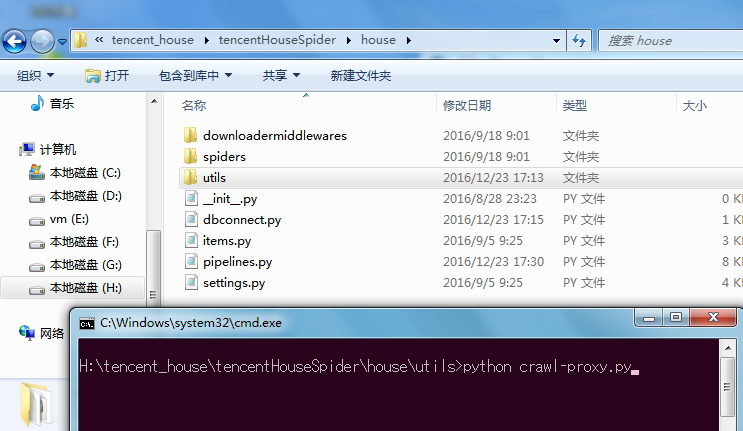 « tencent_house ▸ tencentHouseSpider ▸ house ▸
搜索 house
组织 打开 包含到库中 共享 新建文件夹
音乐
计算机
本地磁盘 (C:)
本地磁盘 (D:)
vm (E:)
本地磁盘 (F:)
本地磁盘 (G:)
本地磁盘 (H:)
网络
名称 修改日期 类型 大小
downloadermiddlewares 2016/9/18 9:01 文件夹
spiders 2016/9/18 9:01 文件夹
utils 2016/12/23 17:13 文件夹
__init__.py 2016/8/28 23:23 PY 文件 0 K
dbconnect.py 2016/12/23 17:15 PY 文件 1 K
items.py 2016/9/5 9:25 PY 文件 3 K
pipelines.py 2016/12/23 17:30 PY 文件 8 K
settings.py 2016/9/5 9:25 PY 文件 4 K
C:\Windows\system32\cmd.exe
H:\tencent_house\tencentHouseSpider\house\utils>python crawl-proxy.py